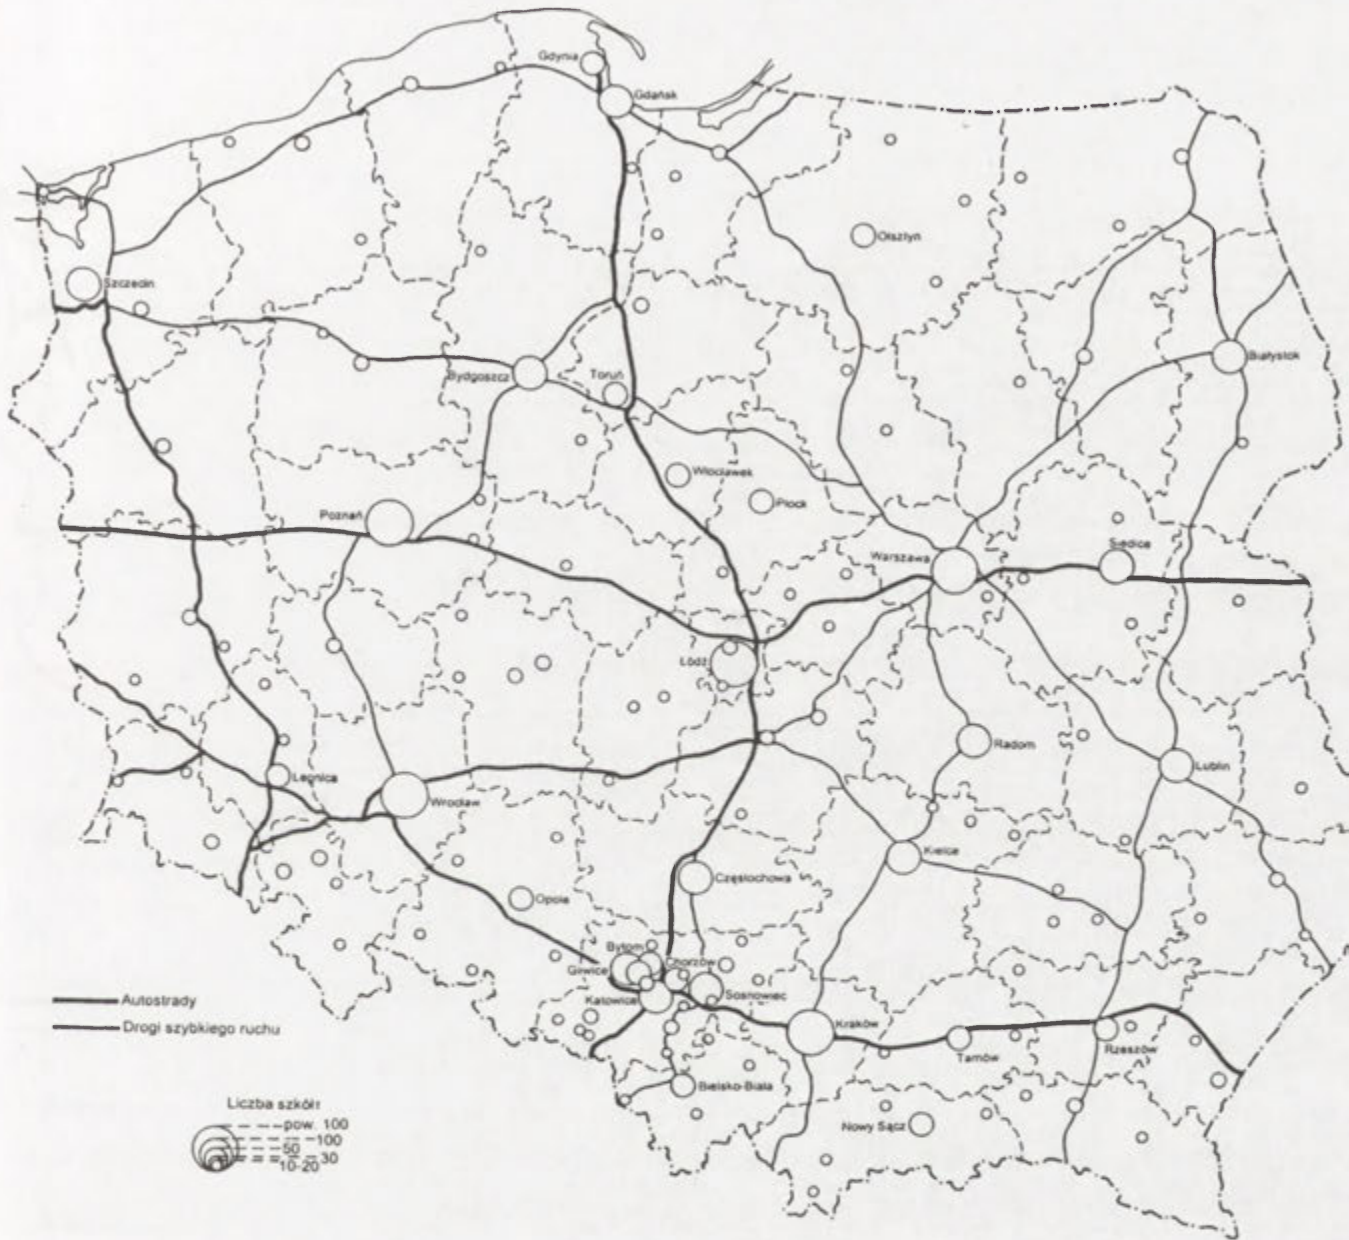 Gdynia
Gdańsk
Olsztyn
Szczecin
Białystok
Bydgoszcz
Toruń
Włocławek
Płock
Poznań
Siedlce
Warszawa
Łódź
Radom
Lublin
Legnica
Wrocław
Kielce
Częstochowa
Opole
Bytom
Chorzów
Gliwice
Sosnowiec
Katowice
Autostrady
Drogi szybkiego ruchu
Kraków
Tarnów
Rzeszów
Bielsko-Biała
Nowy Sącz
Liczba szkół:
pow. 100
100
50
30
10-20